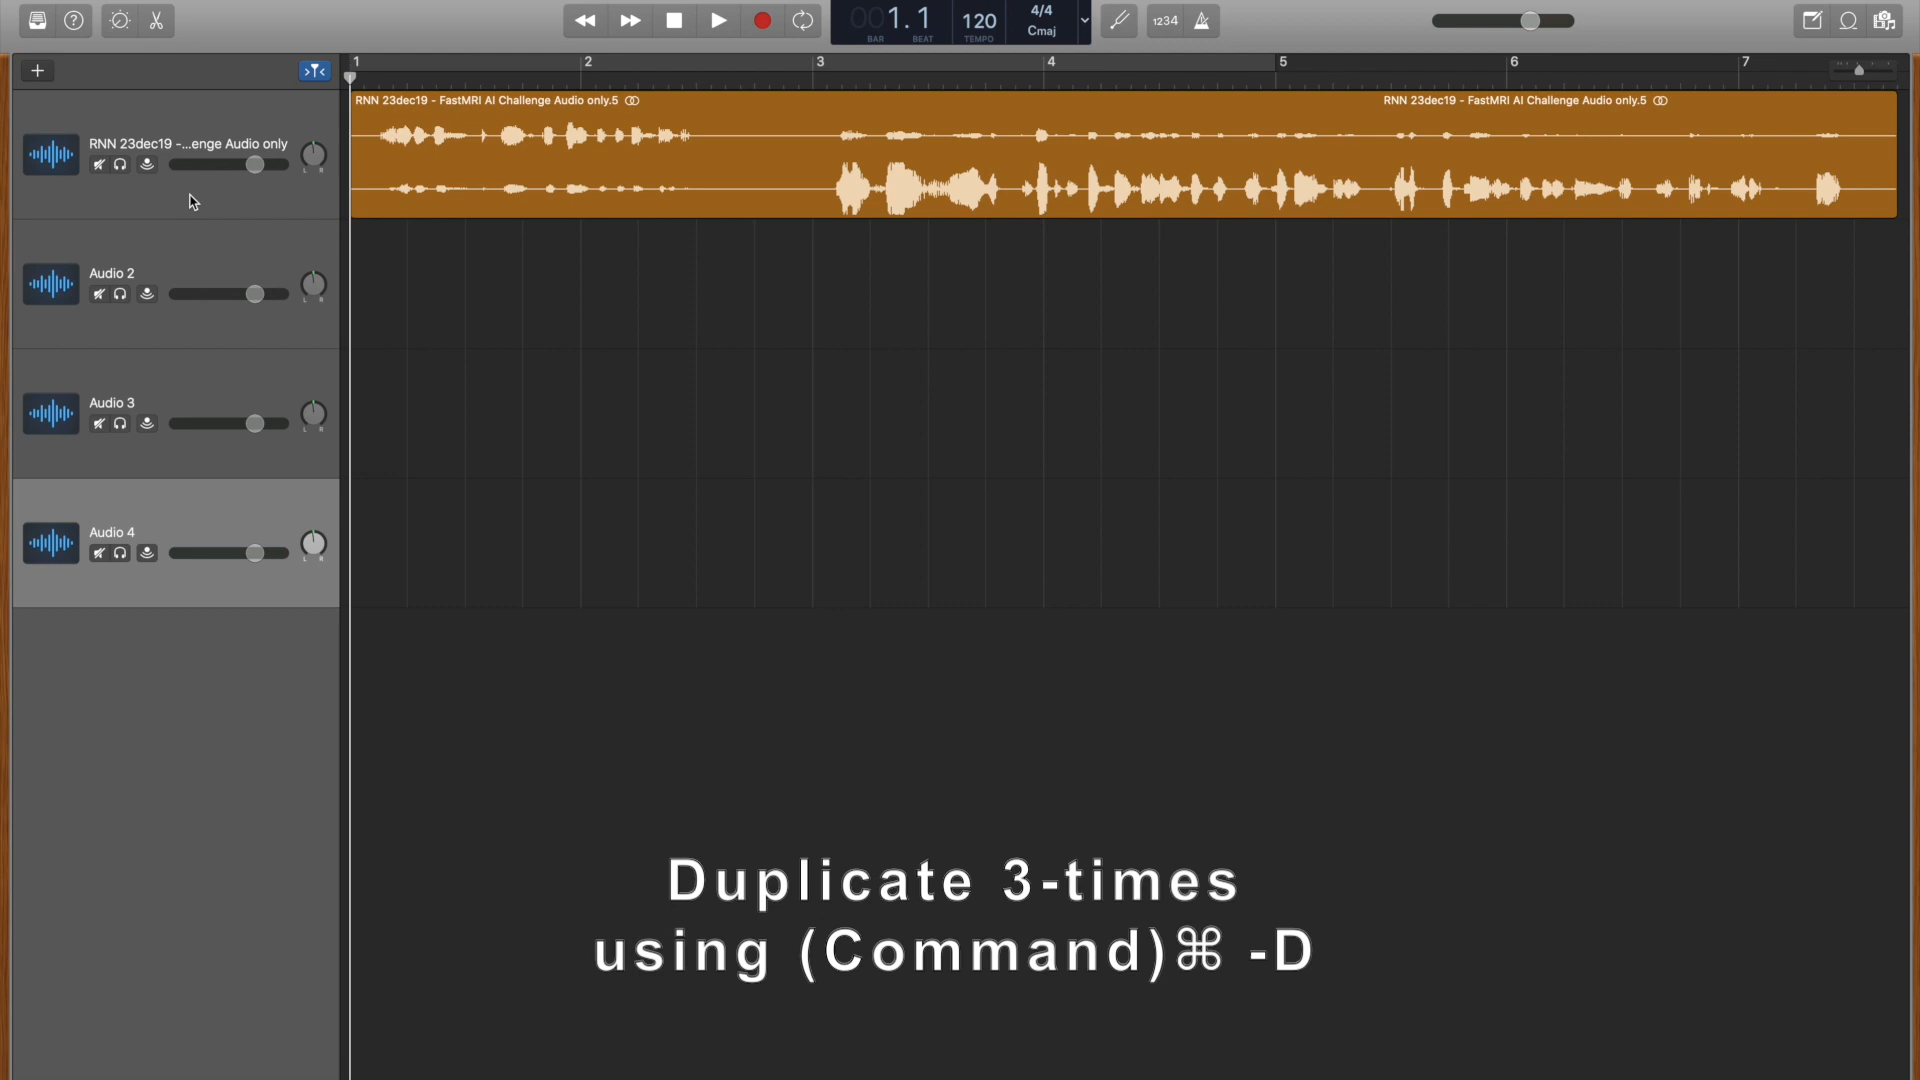 001. 1
BAR BEAT
120
TEMPO
4/4
Cmaj
1234
1 2 3 4 5 6 7
RNN 23dec19 - FastMRI AI Challenge Audio only.5
RNN 23dec19 - FastMRI AI Challenge Audio only.5
RNN 23dec19 -...enge Audio only
L R
Audio 2
L R
Audio 3
L R
Audio 4
L R
Duplicate 3-times
using (Command)⌘ -D